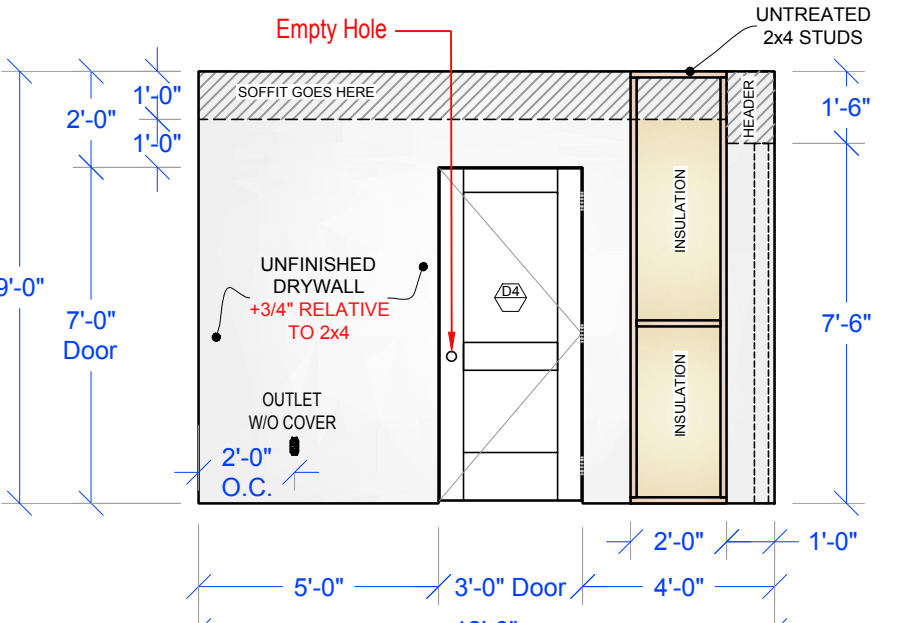 Empty Hole
UNTREATED
2x4 STUDS
SOFFIT GOES HERE
HEADER
1'-0"
2'-0"
1'-0"
1'-6"
INSULATION
UNFINISHED
DRYWALL
+3/4" RELATIVE
TO 2x4
D4
9'-0"
7'-0"
Door
7'-6"
INSULATION
OUTLET
W/O COVER
2'-0"
O.C.
2'-0"
1'-0"
5'-0"
3'-0" Door
4'-0"